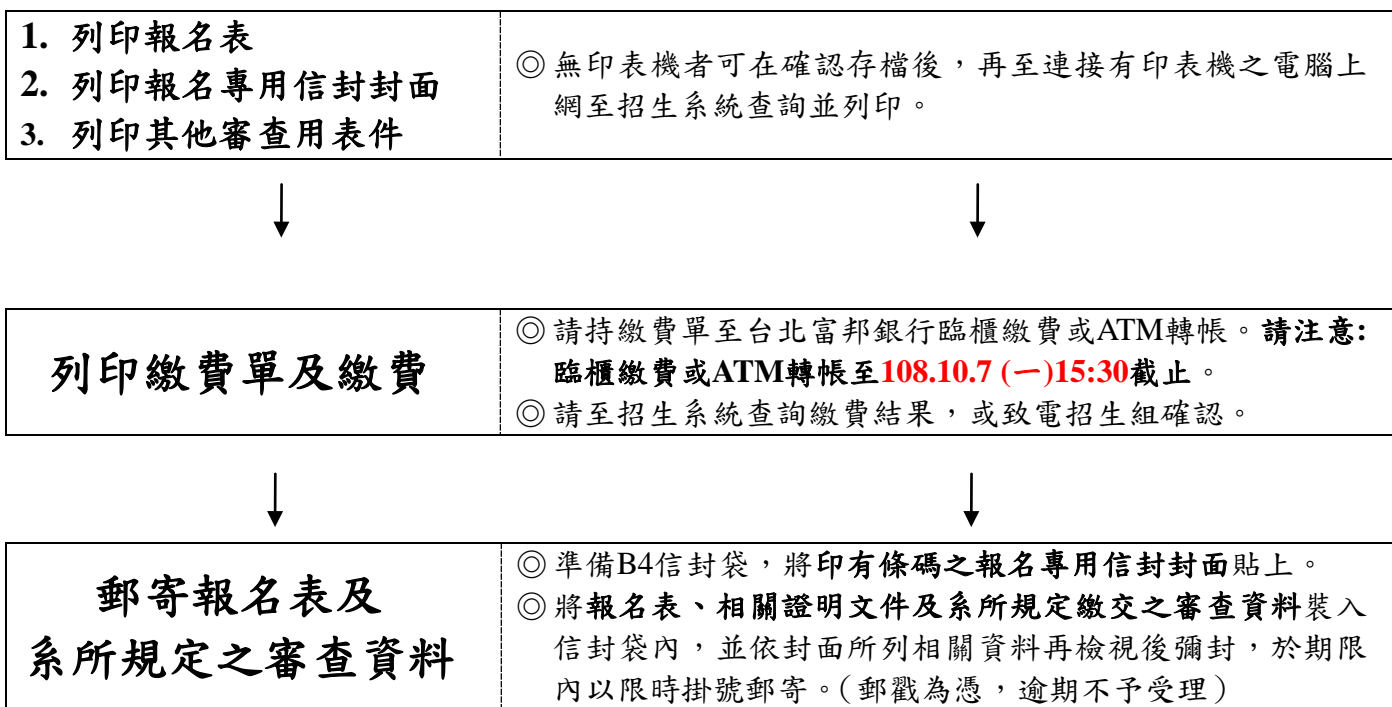 1. 列印報名表
2. 列印報名專用信封封面
3. 列印其他審查用表件
◎無印表機者可在確認存檔後，再至連接有印表機之電腦上
網至招生系統查詢並列印。
列印繳費單及繳費
◎請持繳費單至台北富邦銀行臨櫃繳費或ATM轉帳。請注意:
臨櫃繳費或ATM轉帳至108.10.7 (一)15:30截止。
◎請至招生系統查詢繳費結果，或致電招生組確認。
郵寄報名表及
系所規定之審查資料
◎準備B4信封袋，將印有條碼之報名專用信封封面貼上。
◎將報名表、相關證明文件及系所規定繳交之審查資料裝入
信封袋內，並依封面所列相關資料再檢視後彌封，於期限
內以限時掛號郵寄。(郵戳為憑，逾期不予受理)